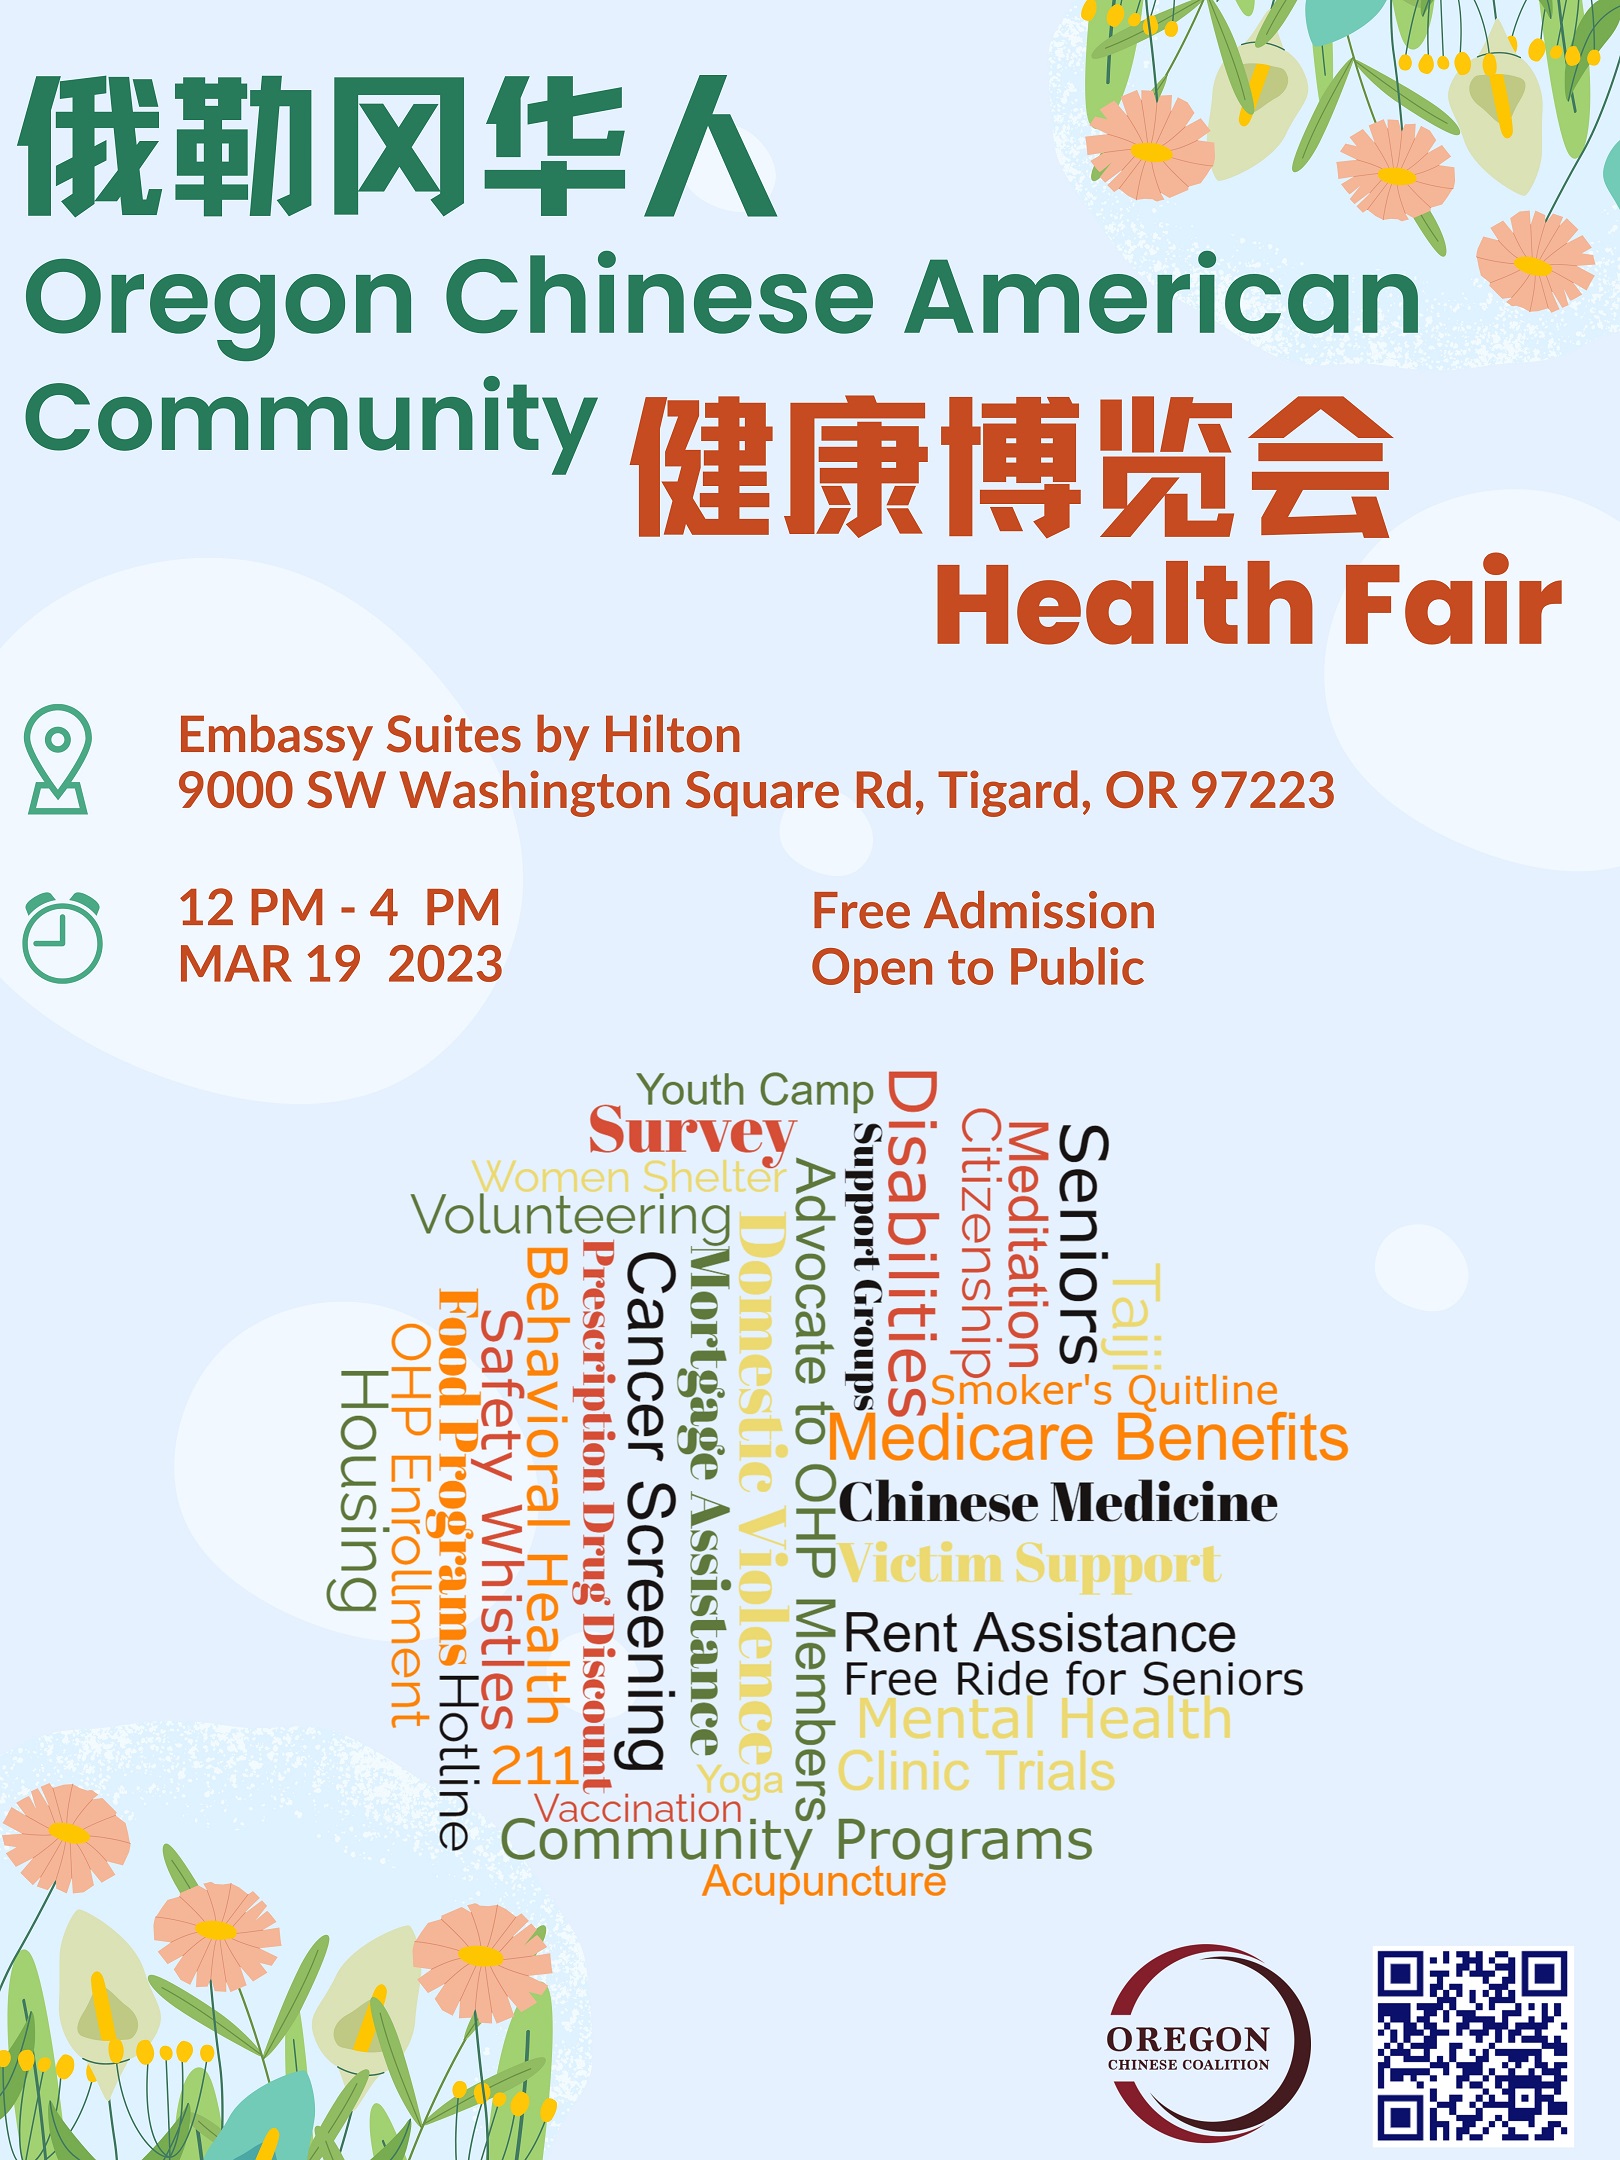 俄勒冈华人
Oregon Chinese American
Community
健康博览会
Health Fair
Embassy Suites by Hilton
9000 SW Washington Square Rd, Tigard, OR 97223
12 PM - 4 PM
MAR 19 2023
Free Admission
Open to Public
Youth Camp
Survey
Women Shelter
Volunteering
Housing
OHP Enrollment
Food Programs
Hotline
Safety Whistles
211
Behavioral Health
Prescription Drug Discount
Cancer Screening
Mortgage Assistance
Domestic Violence
Yoga
Advocate to OHP Members
Support Groups
Disabilities
Citizenship
Meditation
Seniors
Taiji
Smoker's Quitline
Medicare Benefits
Chinese Medicine
Victim Support
Rent Assistance
Free Ride for Seniors
Mental Health
Clinic Trials
Vaccination
Community Programs
Acupuncture
OREGON
CHINESE COALITION